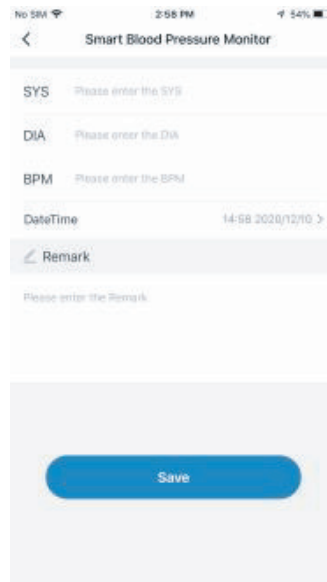 No SIM 2:58 PM 54%
Smart Blood Pressure Monitor
SYS Please enter the SYS
DIA Please enter the DIA
BPM Please enter the BPM
DateTime 14:58 2020/12/10 >
Remark
Please enter the Remark
Save